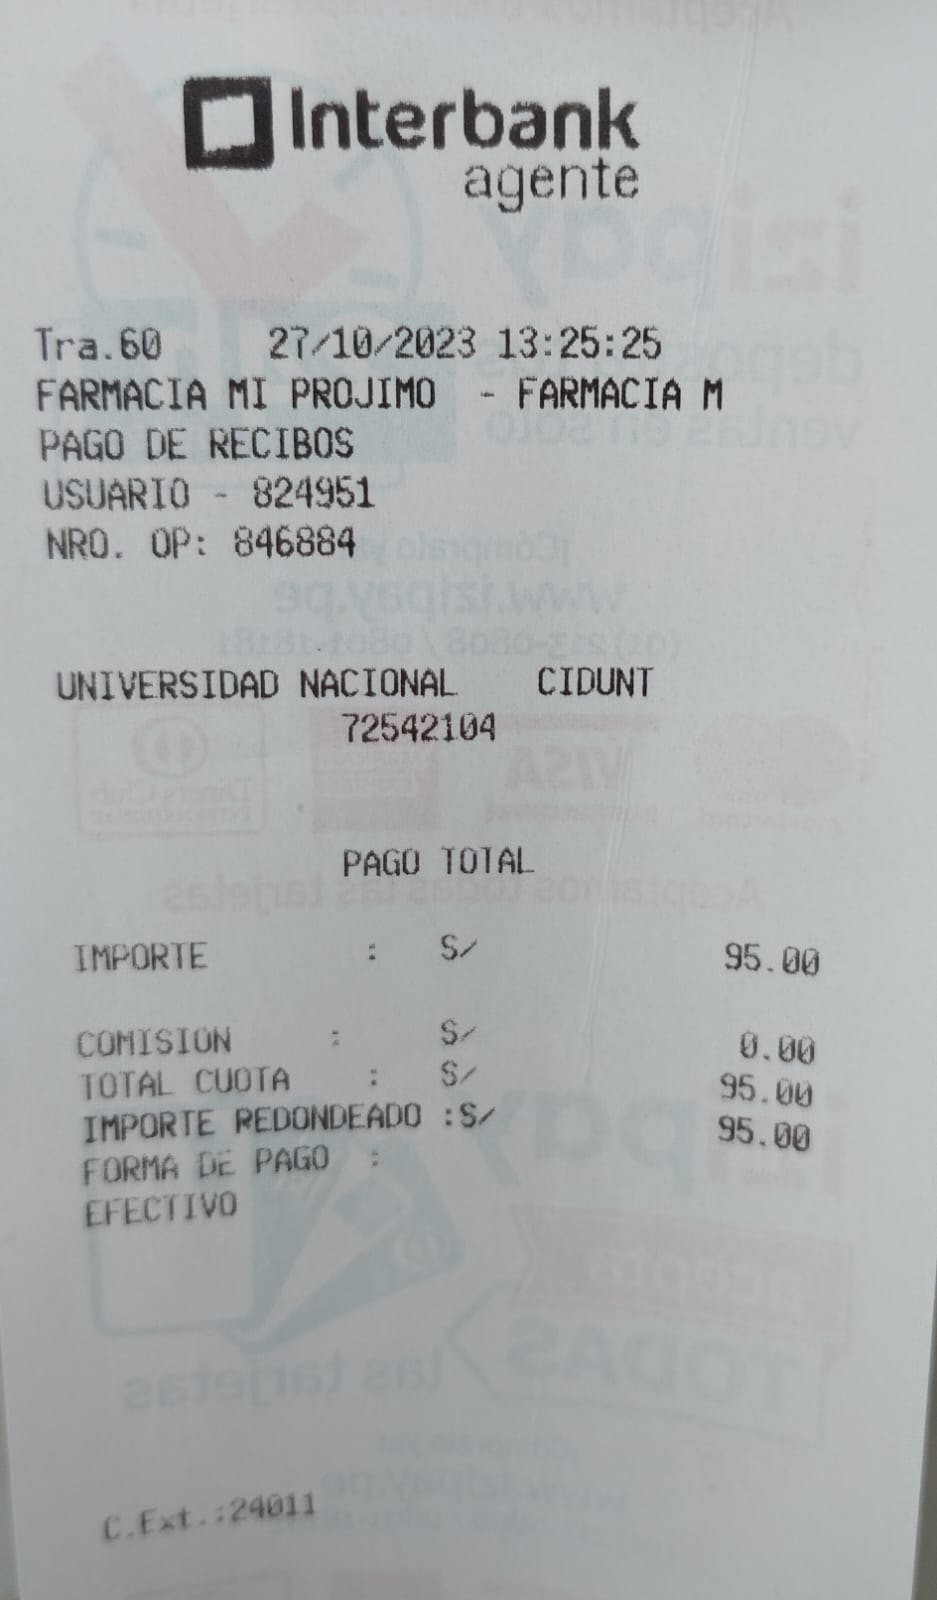 Interbank
agente
Tra.60 27/10/2023 13:25:25
FARMACIA MI PROJIMO - FARMACIA M
PAGO DE RECIBOS
USUARIO - 824951
NRO. OP: 846884
UNIVERSIDAD NACIONAL CIDUNT
72542104
PAGO TOTAL
IMPORTE : S/ 95.00
COMISION : S/ 0.00
TOTAL CUOTA : S/ 95.00
IMPORTE REDONDEADO :S/ 95.00
FORMA DE PAGO :
EFECTIVO
C.Ext.:24011